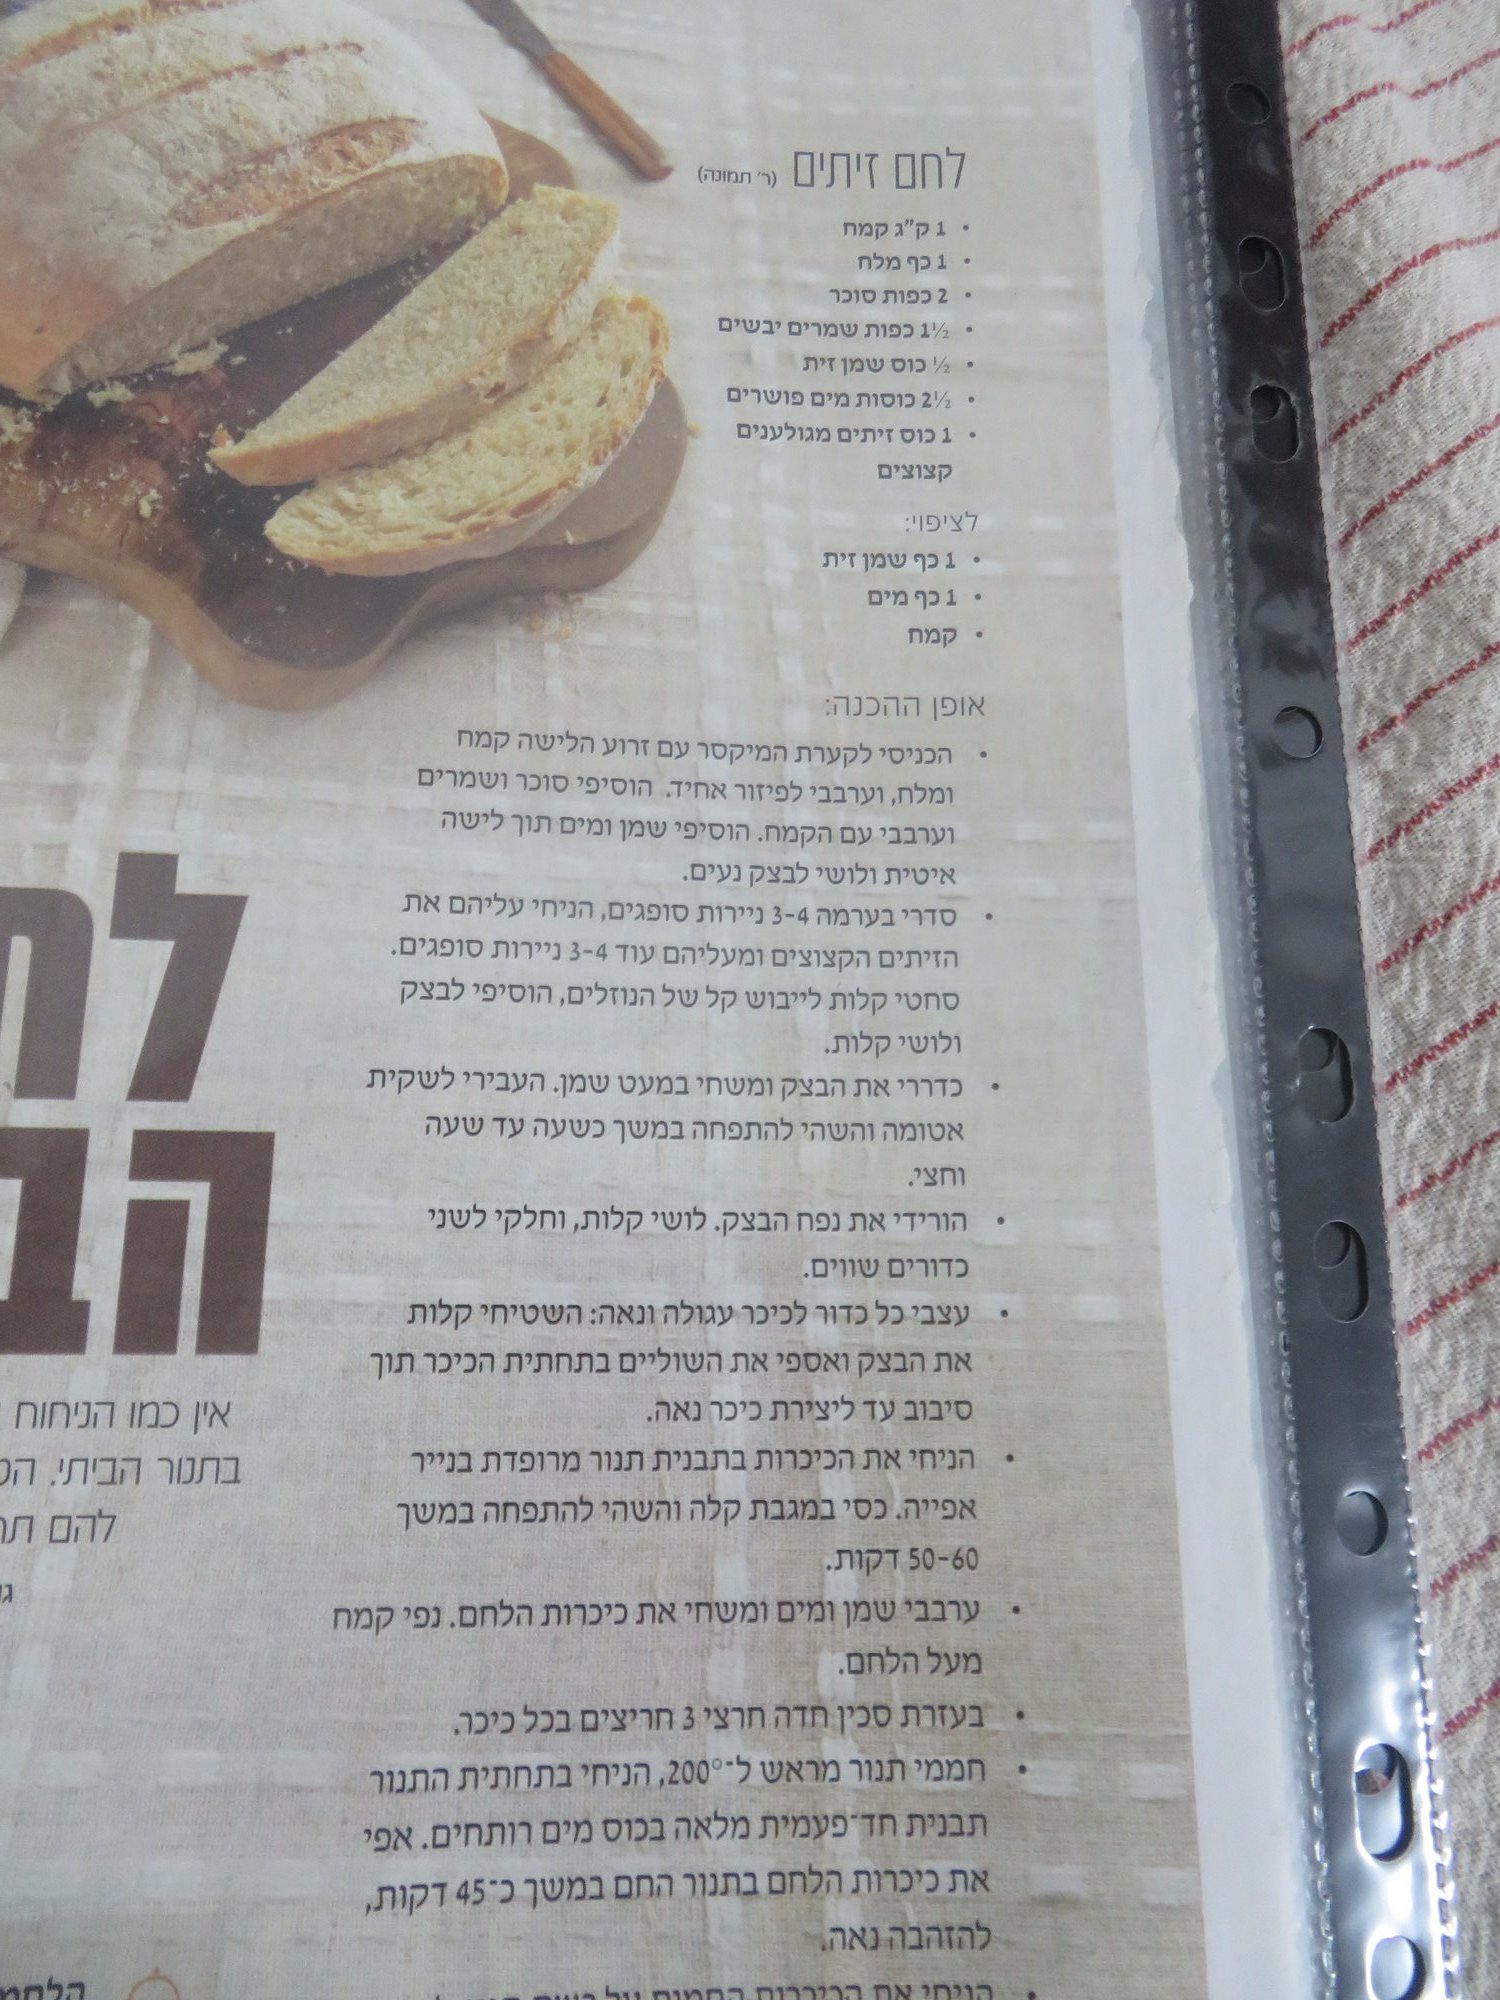 לחם זיתים (ר' תמונה)
• 1 ק"ג קמח
• 1 כף מלח
• 2 כפות סוכר
• 1½ כפות שמרים יבשים
• ½ כוס שמן זית
• 2½ כוסות מים פושרים
• 1 כוס זיתים מגולענים
קצוצים
לציפוי:
• 1 כף שמן זית
• 1 כף מים
• קמח
אופן ההכנה:
• הכניסי לקערת המיקסר עם זרוע הלישה קמח
ומלח, וערבבי לפיזור אחיד. הוסיפי סוכר ושמרים
וערבבי עם הקמח. הוסיפי שמן ומים תוך לישה
איטית ולושי לבצק נעים.
• סדרי בערמה 3-4 ניירות סופגים, הניחי עליהם את
הזיתים הקצוצים ומעליהם עוד 3-4 ניירות סופגים.
סחטי קלות לייבוש קל של הנוזלים, הוסיפי לבצק
ולושי קלות.
• כדררי את הבצק ומשחי במעט שמן. העבירי לשקית
אטומה והשהי להתפחה במשך כשעה עד שעה
וחצי.
• הורידי את נפח הבצק. לושי קלות, וחלקי לשני
כדורים שווים.
• עצבי כל כדור לכיכר עגולה ונאה: השטיחי קלות
את הבצק ואספי את השוליים בתחתית הכיכר תוך
סיבוב עד ליצירת כיכר נאה.
• הניחי את הכיכרות בתבנית תנור מרופדת בנייר
אפייה. כסי במגבת קלה והשהי להתפחה במשך
50-60 דקות.
• ערבבי שמן ומים ומשחי את כיכרות הלחם. נפי קמח
מעל הלחם.
• בעזרת סכין חדה חרצי 3 חריצים בכל כיכר.
• חממי תנור מראש ל־200°, הניחי בתחתית התנור
תבנית חד־פעמית מלאה בכוס מים רותחים. אפי
את כיכרות הלחם בתנור החם במשך כ־45 דקות,
להזהבה נאה.
• הניחי את הכיכרות החמות על
אין כמו הניחוח
בתנור הביתי.
להם